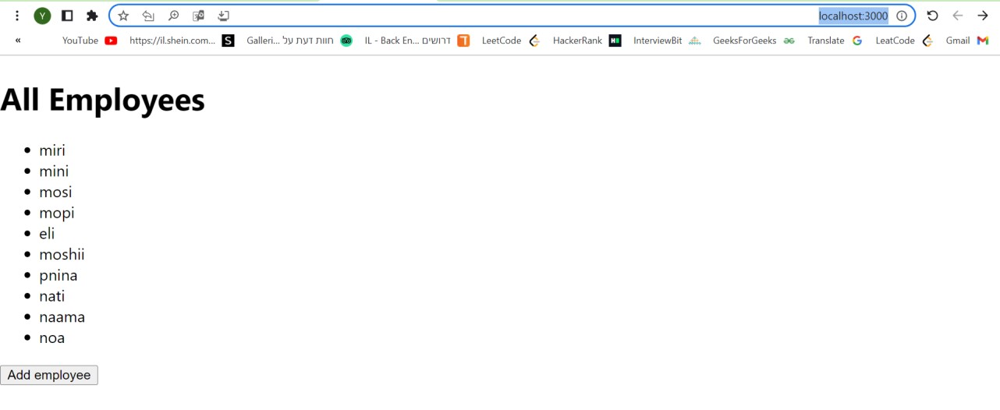 Y localhost:3000
« YouTube https://il.shein.com... S Galleri... חוות דעת על IL - Back En... דרושים LeetCode HackerRank InterviewBit GeeksForGeeks Translate LeatCode Gmail
All Employees
• miri
• mini
• mosi
• mopi
• eli
• moshii
• pnina
• nati
• naama
• noa
Add employee